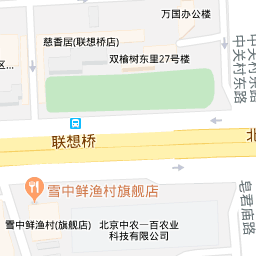 万国办公楼
慈香居(联想桥店)
双榆树东里27号楼
区...
中关村东路
中关村东路
联想桥
北
雪中鲜渔村旗舰店
皂君庙路
雪中鲜渔村(旗舰店)
北京中农一百农业
科技有限公司